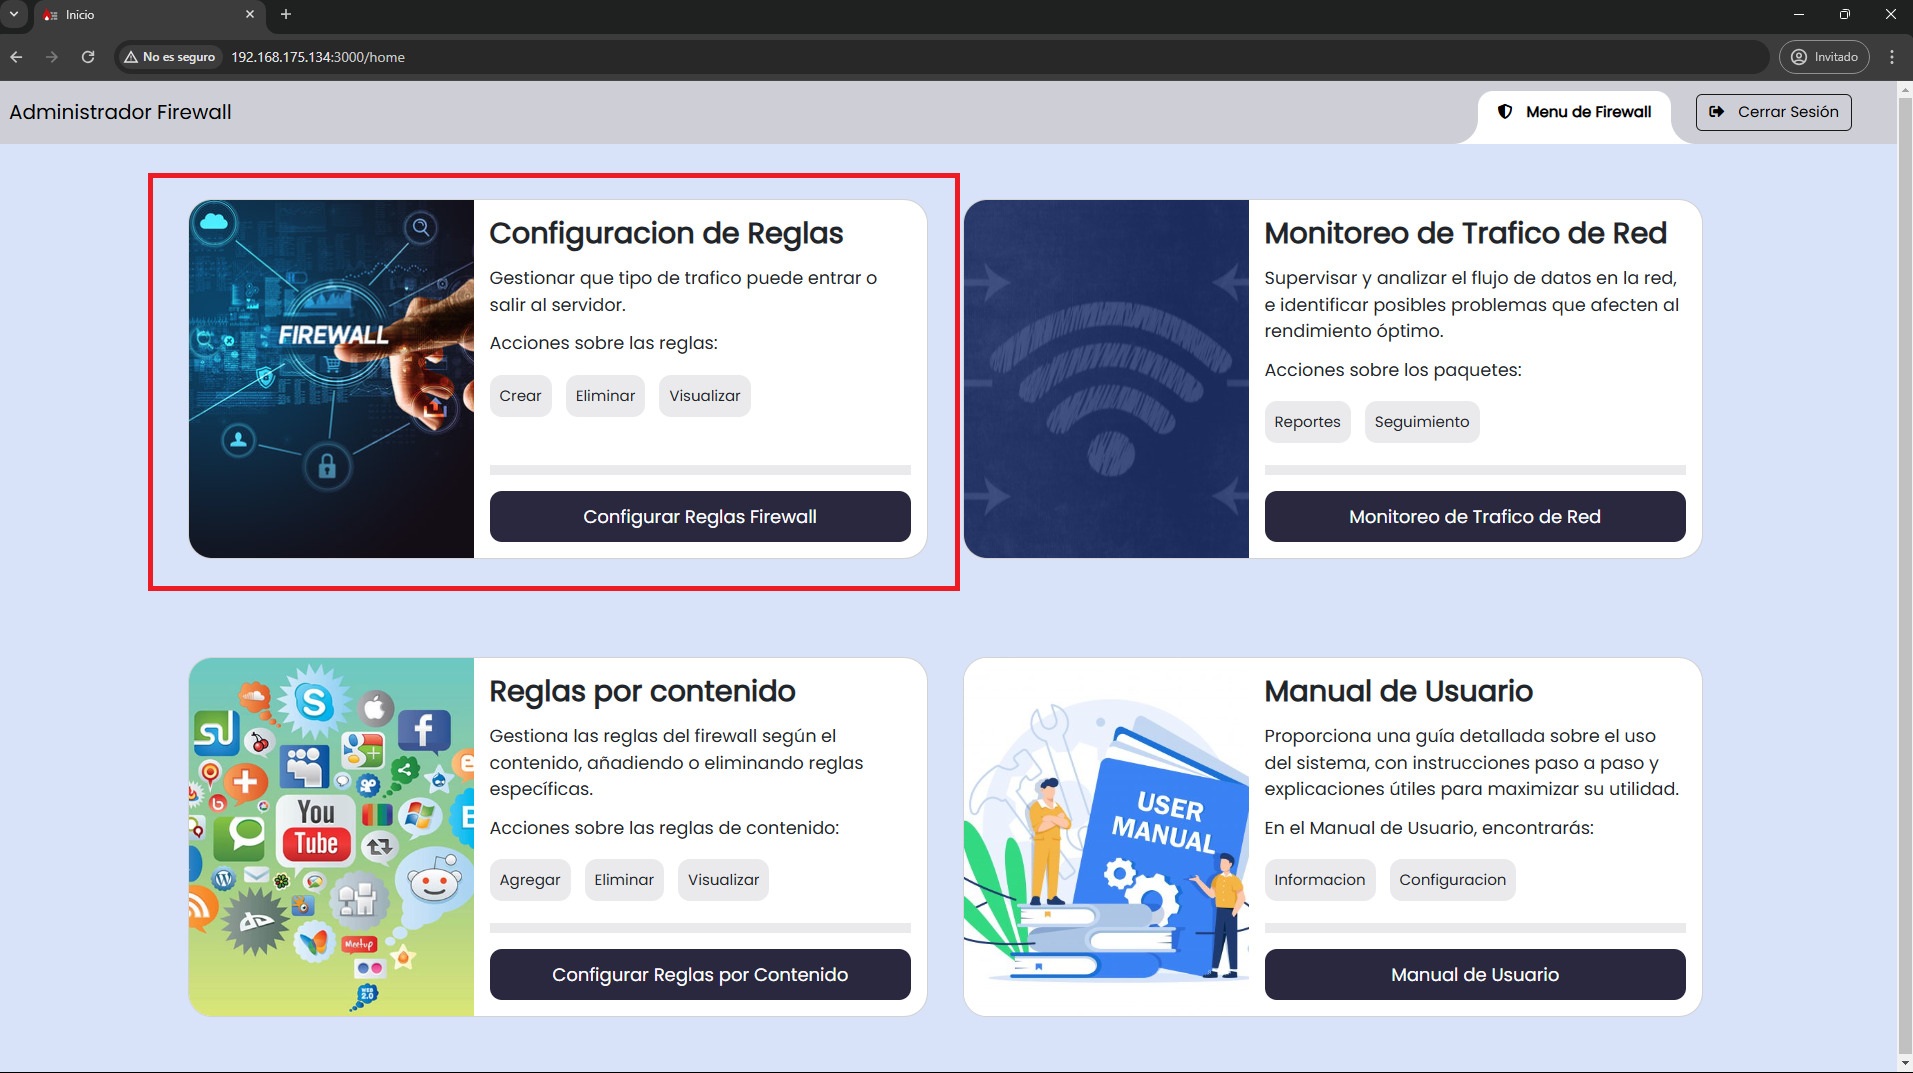 Inicio
No es seguro
192.168.175.134:3000/home
Invitado
Administrador Firewall
Menu de Firewall
Cerrar Sesión
FIREWALL
Configuracion de Reglas
Gestionar que tipo de trafico puede entrar o
salir al servidor.
Acciones sobre las reglas:
Crear
Eliminar
Visualizar
Configurar Reglas Firewall
Monitoreo de Trafico de Red
Supervisar y analizar el flujo de datos en la red,
e identificar posibles problemas que afecten al
rendimiento óptimo.
Acciones sobre los paquetes:
Reportes
Seguimiento
Monitoreo de Trafico de Red
You
Tube
Meetup
WEB
2.0
Reglas por contenido
Gestiona las reglas del firewall según el
contenido, añadiendo o eliminando reglas
específicas.
Acciones sobre las reglas de contenido:
Agregar
Eliminar
Visualizar
Configurar Reglas por Contenido
USER
MANUAL
Manual de Usuario
Proporciona una guía detallada sobre el uso
del sistema, con instrucciones paso a paso y
explicaciones útiles para maximizar su utilidad.
En el Manual de Usuario, encontrarás:
Informacion
Configuracion
Manual de Usuario